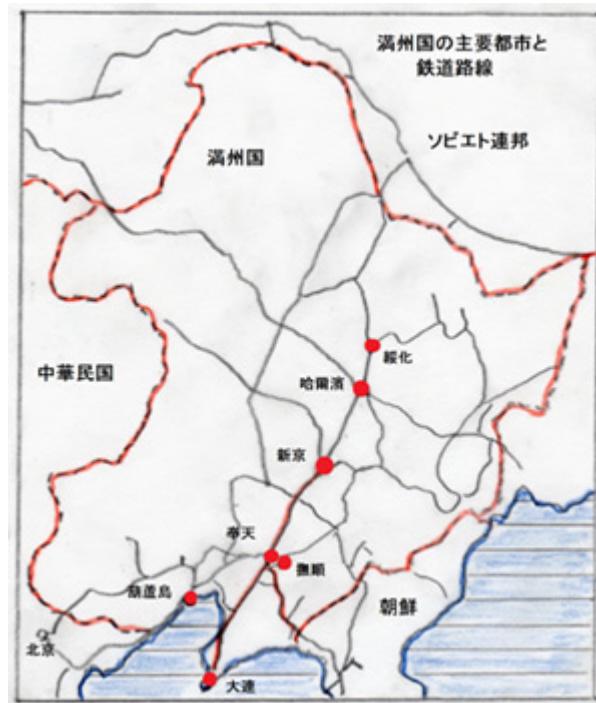 満州国の主要都市と
鉄道路線
ソビエト連邦
満州国
中華民国
綏化
哈爾濱
新京
奉天
撫順
葫蘆島
朝鮮
北京
大連